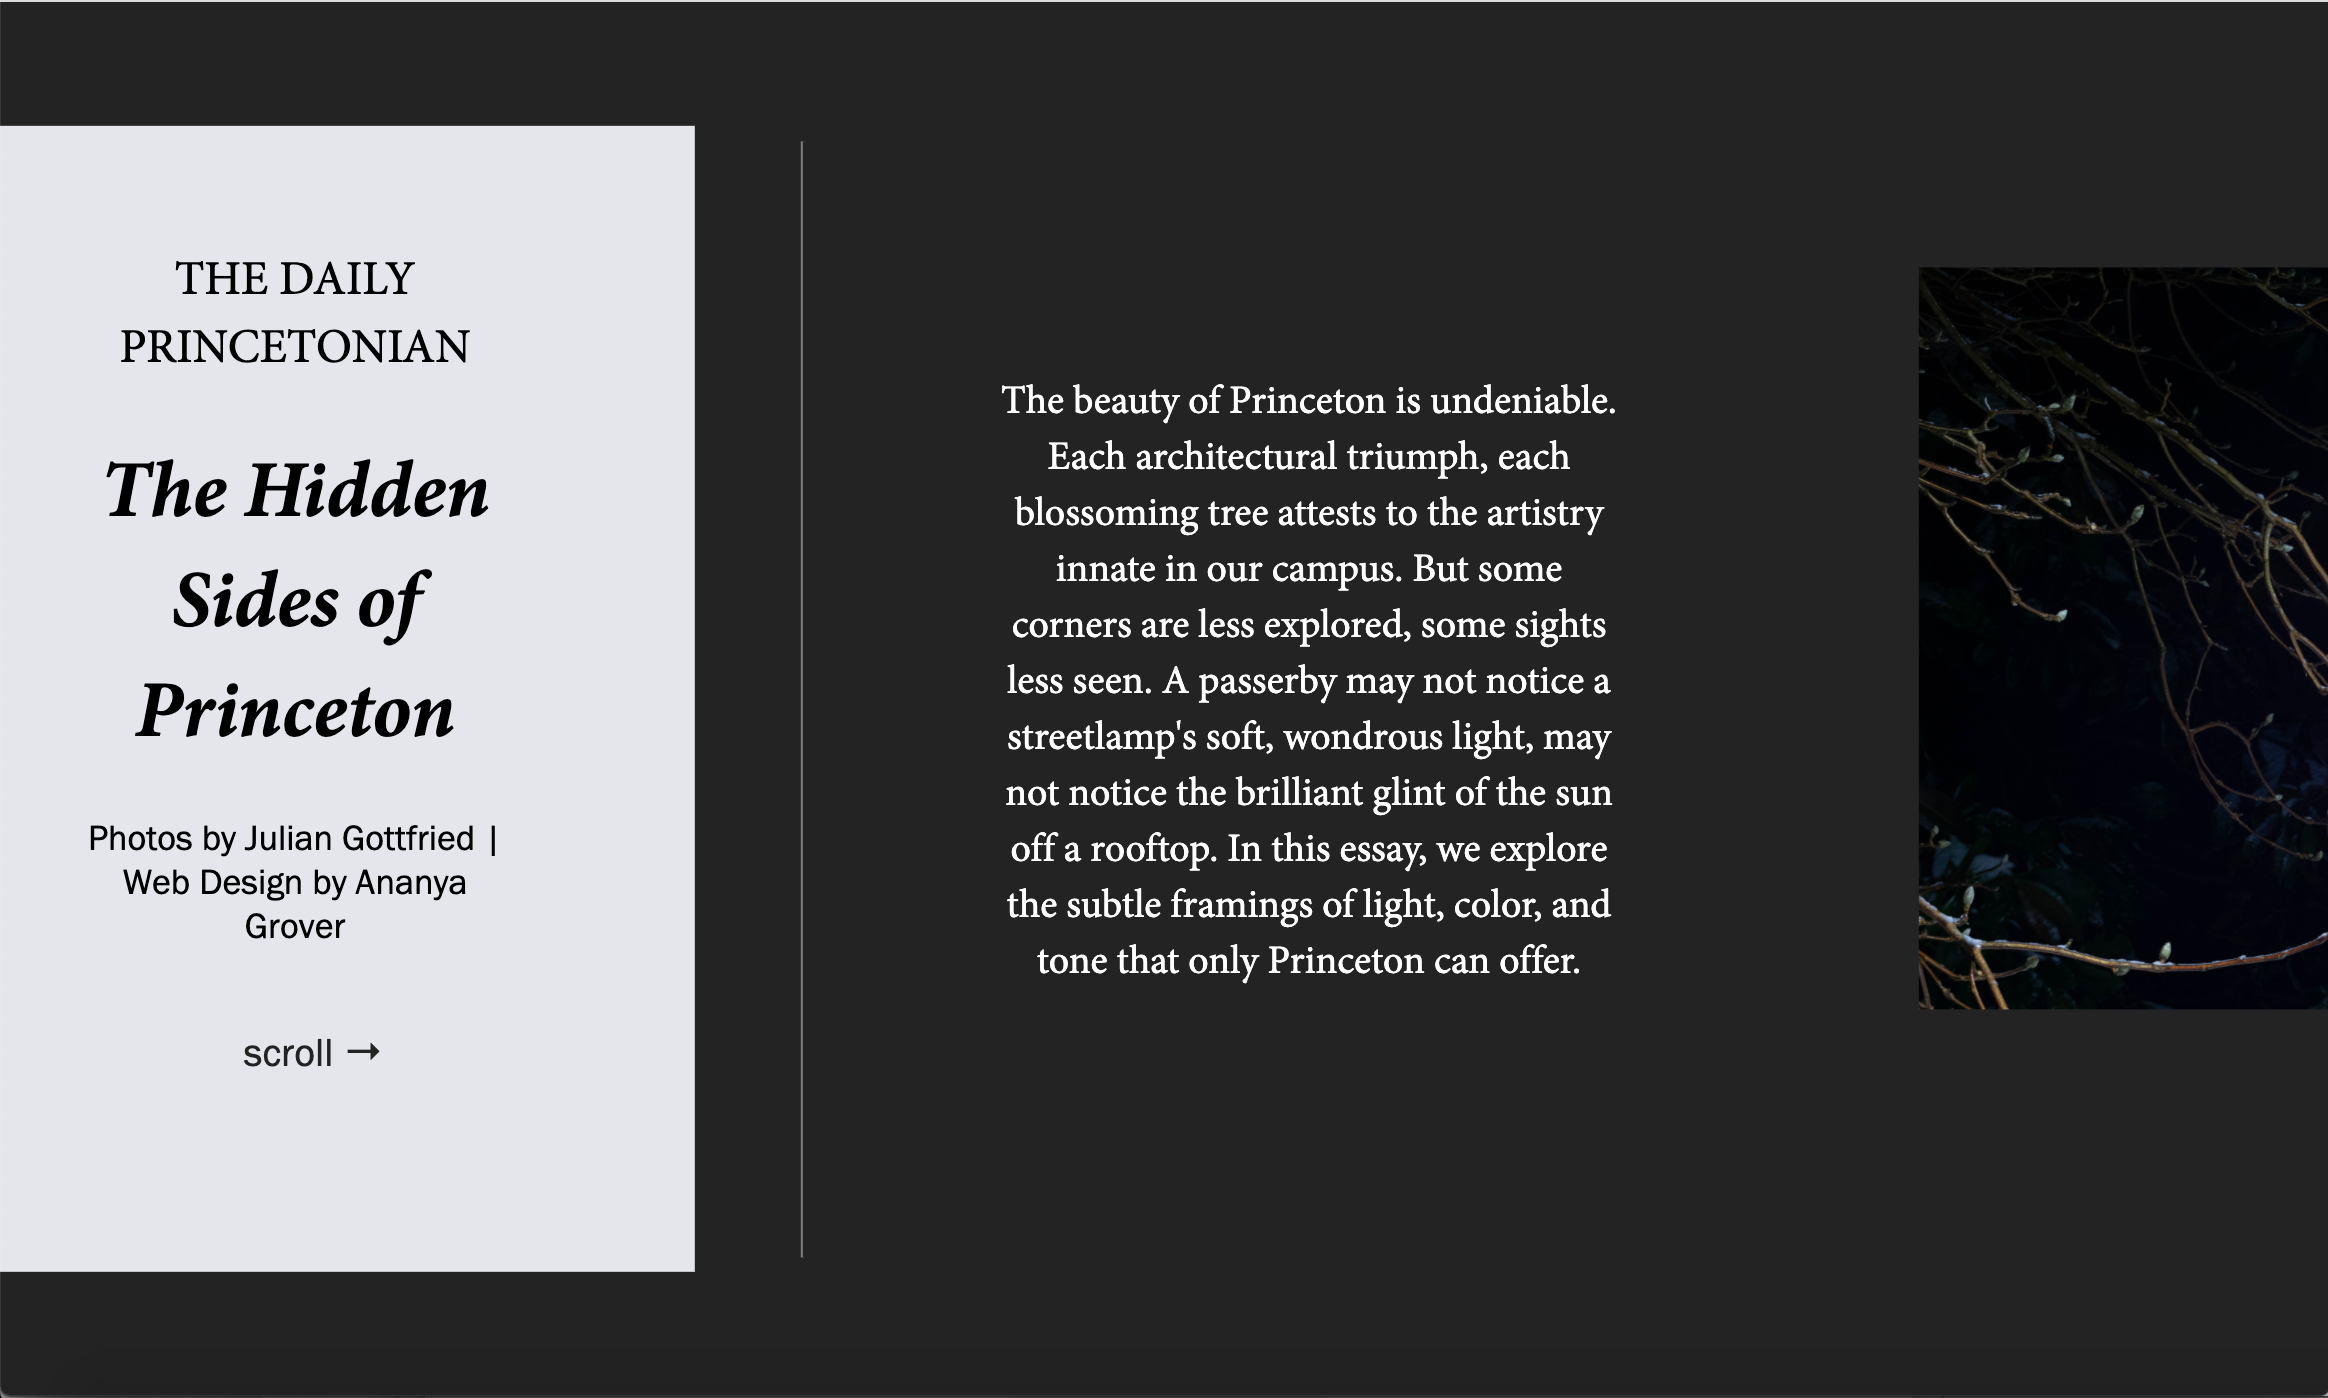 THE DAILY
PRINCETONIAN
The Hidden
Sides of
Princeton
Photos by Julian Gottfried |
Web Design by Ananya
Grover
scroll →
The beauty of Princeton is undeniable.
Each architectural triumph, each
blossoming tree attests to the artistry
innate in our campus. But some
corners are less explored, some sights
less seen. A passerby may not notice a
streetlamp's soft, wondrous light, may
not notice the brilliant glint of the sun
off a rooftop. In this essay, we explore
the subtle framings of light, color, and
tone that only Princeton can offer.